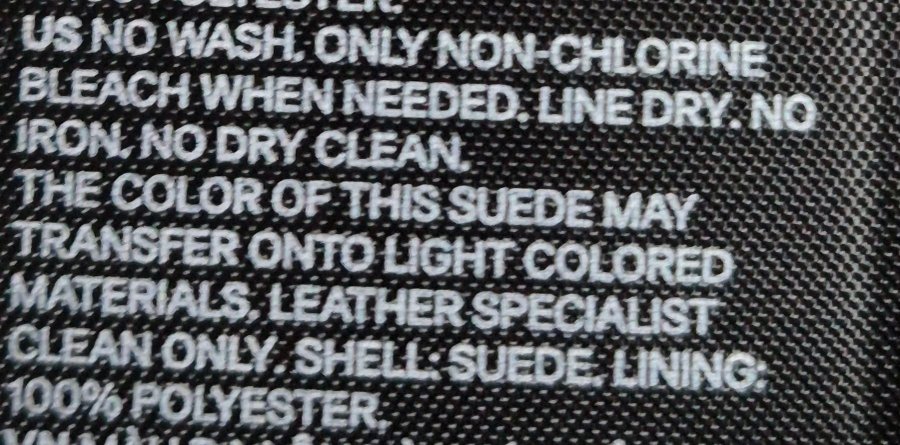 POLYESTER.
US NO WASH. ONLY NON-CHLORINE
BLEACH WHEN NEEDED. LINE DRY. NO
IRON. NO DRY CLEAN.
THE COLOR OF THIS SUEDE MAY
TRANSFER ONTO LIGHT COLORED
MATERIALS. LEATHER SPECIALIST
CLEAN ONLY. SHELL: SUEDE. LINING:
100% POLYESTER.